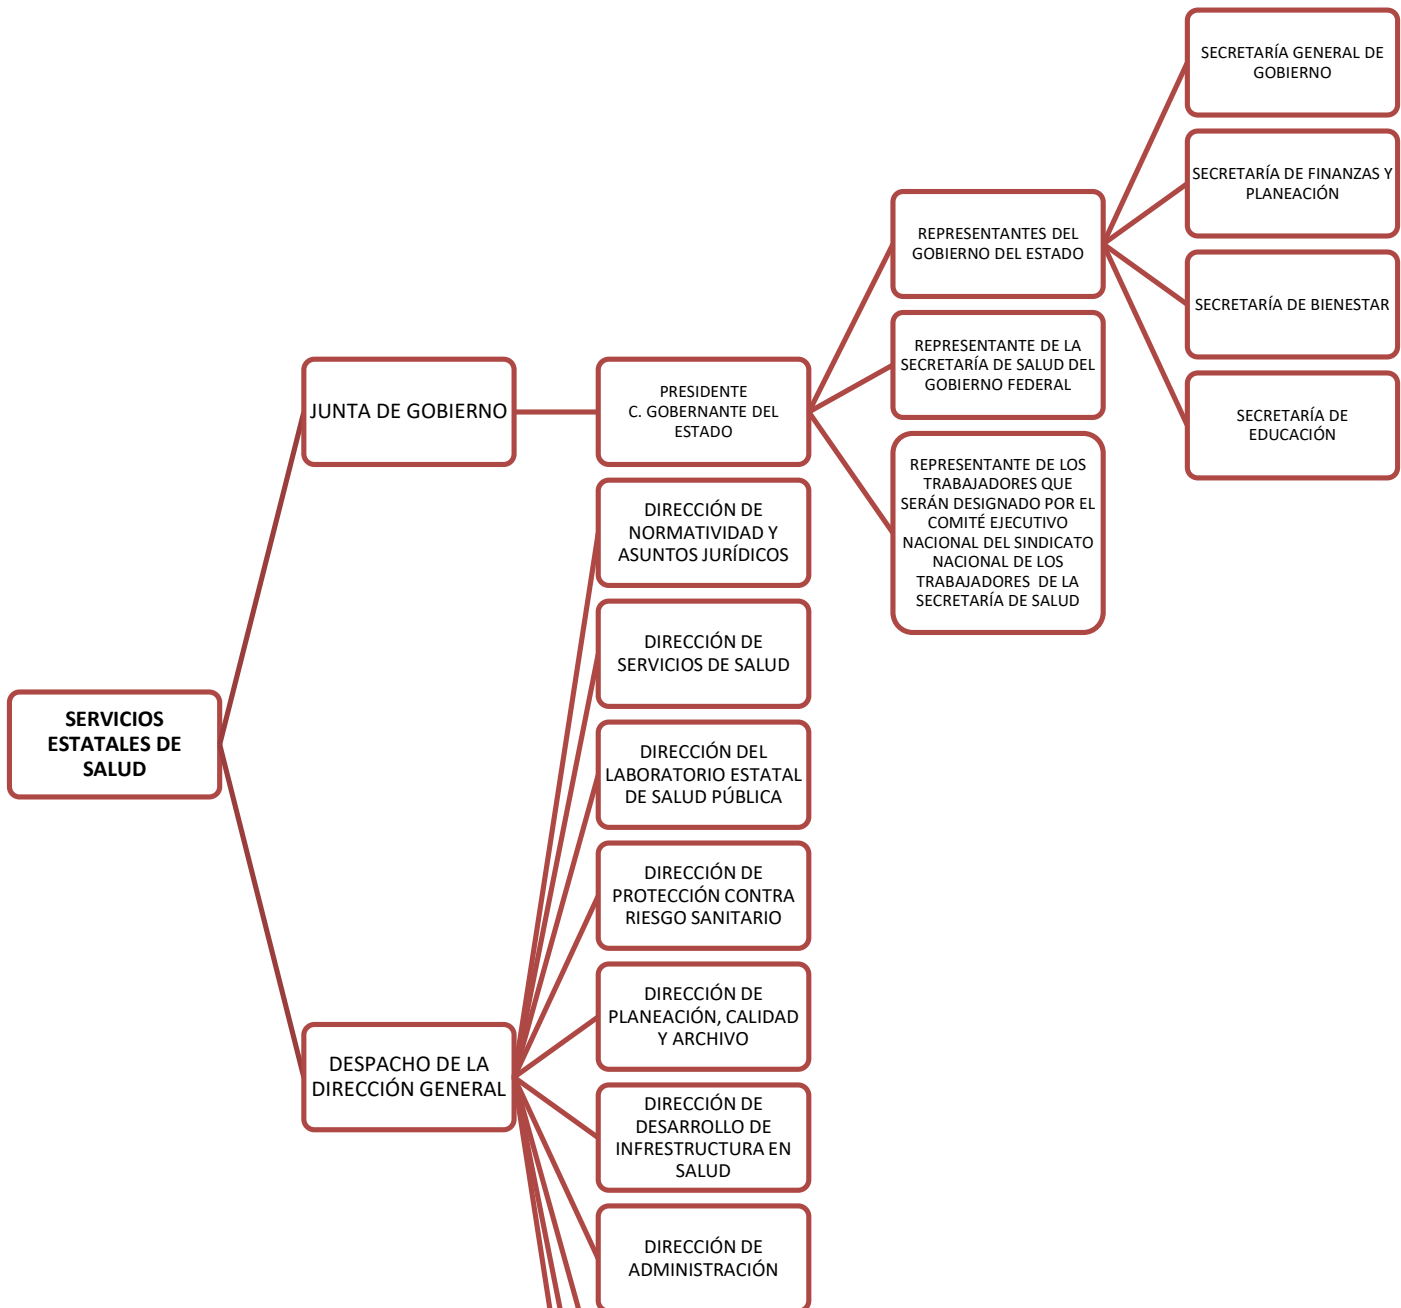 SERVICIOS
ESTATALES DE
SALUD
JUNTA DE GOBIERNO
PRESIDENTE
C. GOBERNANTE DEL
ESTADO
REPRESENTANTES DEL
GOBIERNO DEL ESTADO
SECRETARÍA GENERAL DE
GOBIERNO
SECRETARÍA DE FINANZAS Y
PLANEACIÓN
SECRETARÍA DE BIENESTAR
SECRETARÍA DE
EDUCACIÓN
REPRESENTANTE DE LA
SECRETARÍA DE SALUD DEL
GOBIERNO FEDERAL
REPRESENTANTE DE LOS
TRABAJADORES QUE
SERÁN DESIGNADO POR EL
COMITÉ EJECUTIVO
NACIONAL DEL SINDICATO
NACIONAL DE LOS
TRABAJADORES DE LA
SECRETARÍA DE SALUD
DESPACHO DE LA
DIRECCIÓN GENERAL
DIRECCIÓN DE
NORMATIVIDAD Y
ASUNTOS JURÍDICOS
DIRECCIÓN DE
SERVICIOS DE SALUD
DIRECCIÓN DEL
LABORATORIO ESTATAL
DE SALUD PÚBLICA
DIRECCIÓN DE
PROTECCIÓN CONTRA
RIESGO SANITARIO
DIRECCIÓN DE
PLANEACIÓN, CALIDAD
Y ARCHIVO
DIRECCIÓN DE
DESARROLLO DE
INFRESTRUCTURA EN
SALUD
DIRECCIÓN DE
ADMINISTRACIÓN